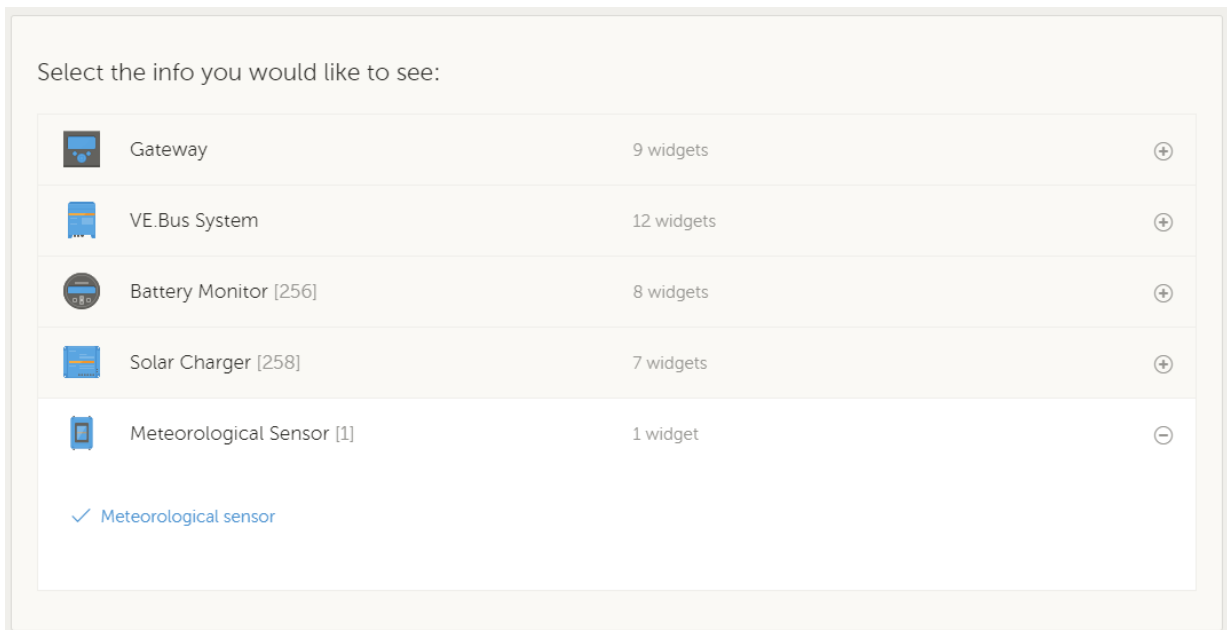 Select the info you would like to see:
Gateway 9 widgets
VE.Bus System 12 widgets
Battery Monitor [256] 8 widgets
Solar Charger [258] 7 widgets
Meteorological Sensor [1] 1 widget
Meteorological sensor